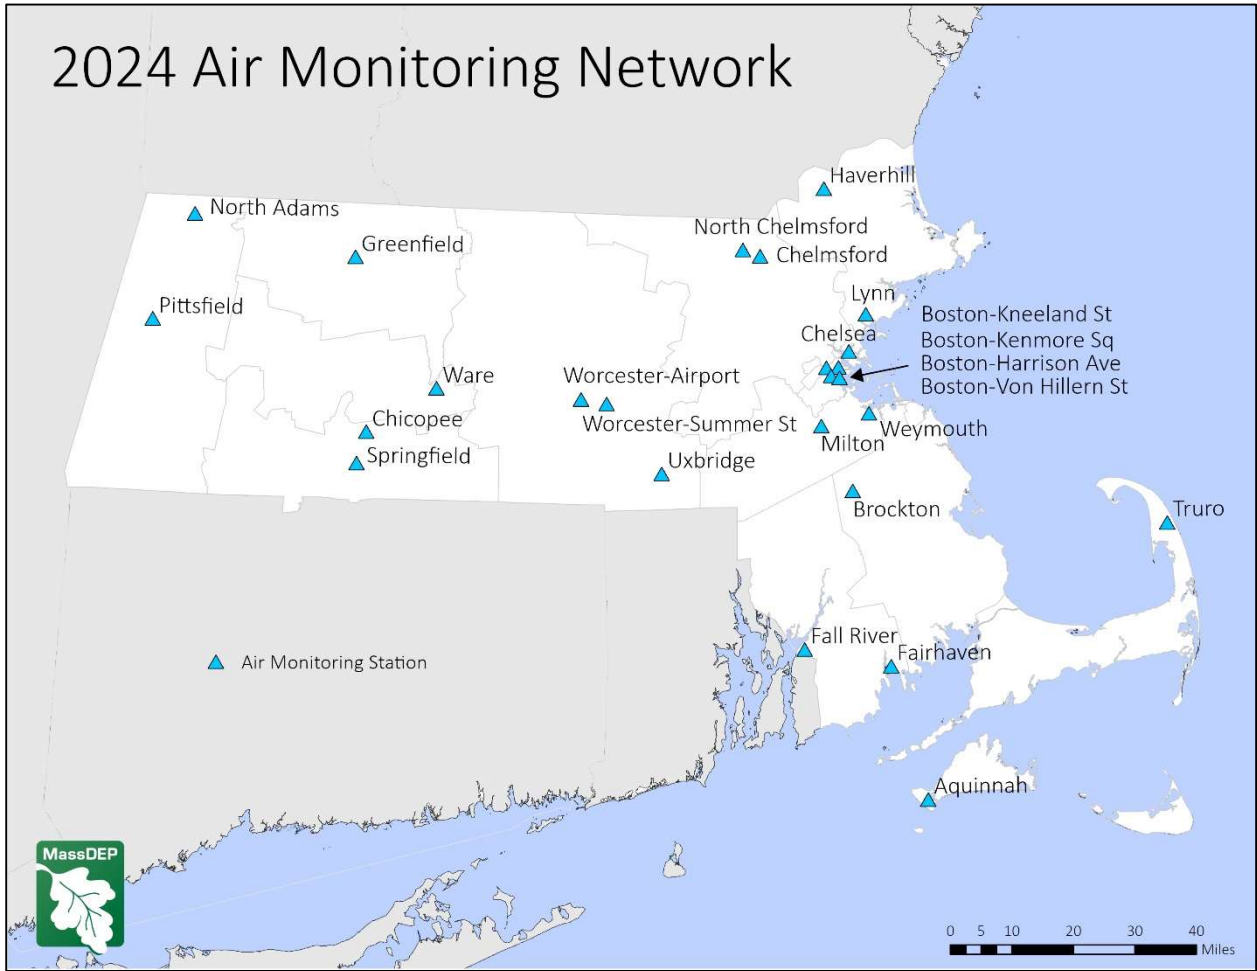 2024 Air Monitoring Network
Haverhill
North Adams
North Chelmsford
Greenfield
Chelmsford
Lynn
Pittsfield
Boston-Kneeland St
Chelsea
Boston-Kenmore Sq
Boston-Harrison Ave
Ware
Worcester-Airport
Boston-Von Hillern St
Chicopee
Worcester-Summer St
Weymouth
Milton
Springfield
Uxbridge
Brockton
Truro
Fall River
Fairhaven
Air Monitoring Station
Aquinnah
MassDEP
0 5 10 20 30 40
Miles